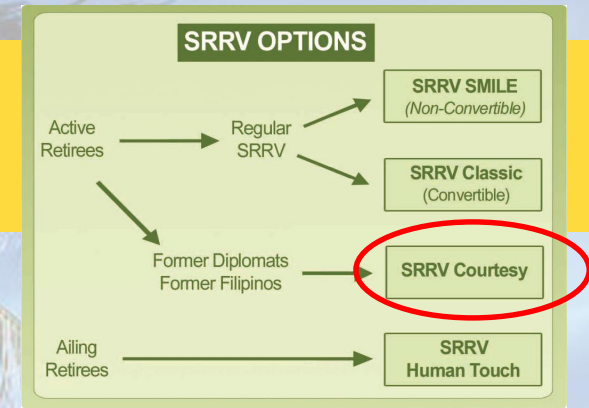 SRRV OPTIONS
SRRV SMILE
(Non-Convertible)
Active
Retirees
Regular
SRRV
SRRV Classic
(Convertible)
Former Diplomats
Former Filipinos
SRRV Courtesy
Ailing
Retirees
SRRV
Human Touch